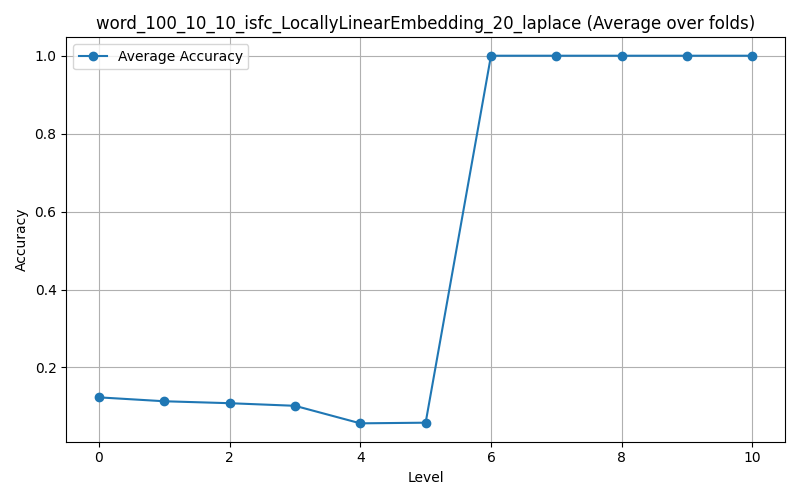 word_100_10_10_isfc_LocallyLinearEmbedding_20_laplace (Average over folds)
Average Accuracy
1.0
0.8
0.6
0.4
0.2
Accuracy
0 2 4 6 8 10
Level